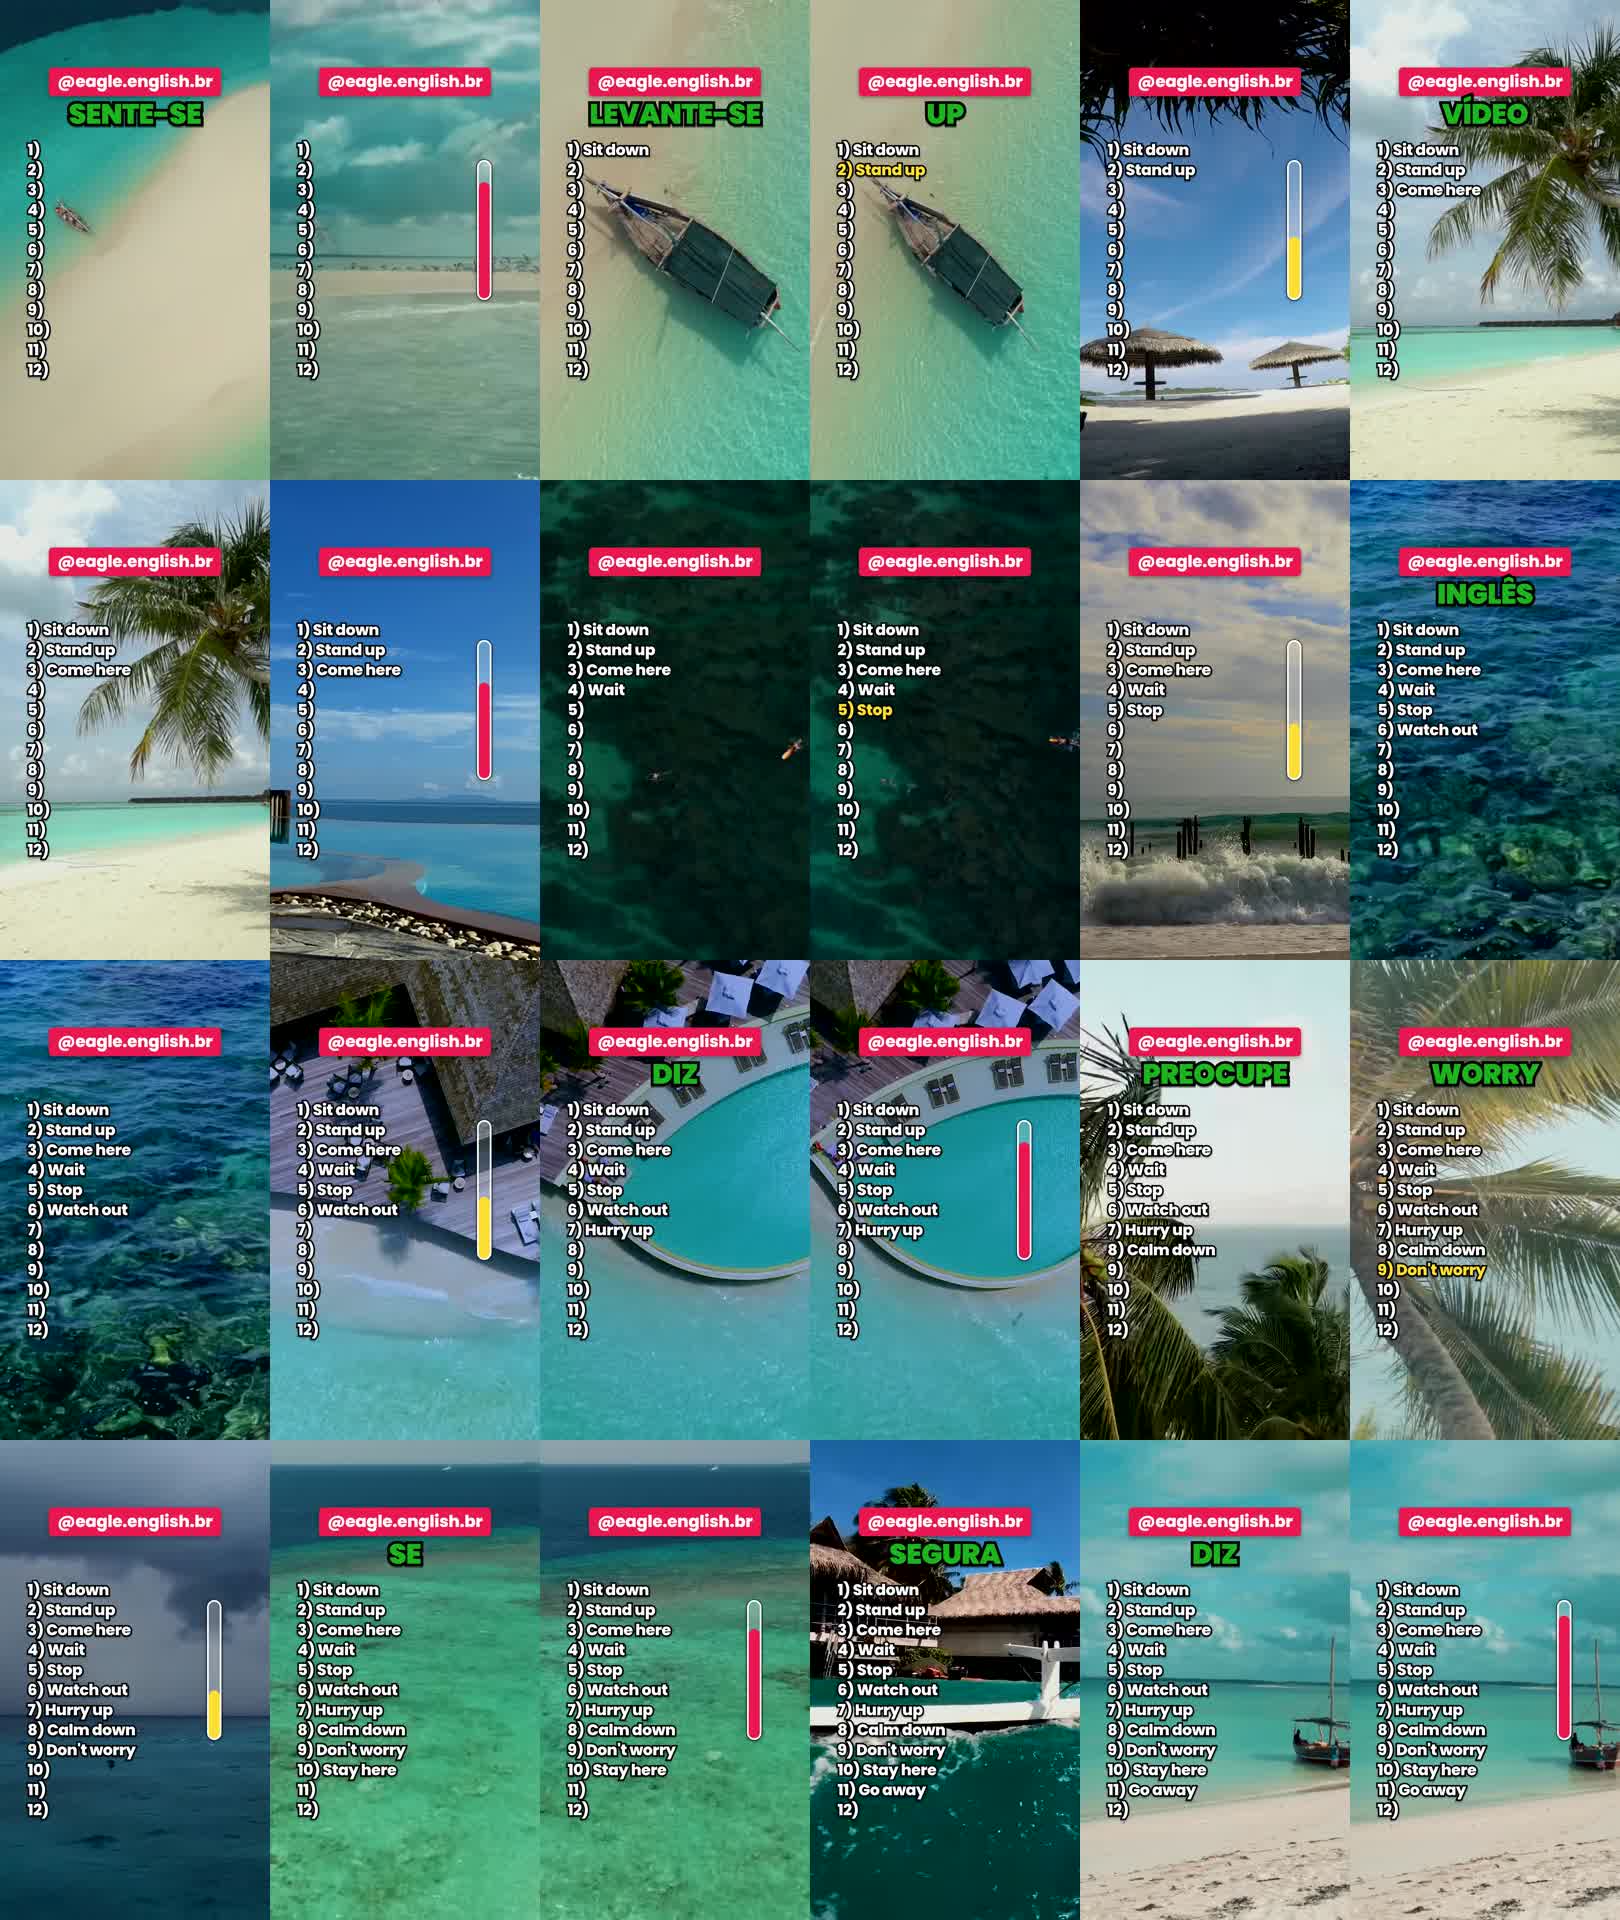 @eagle.english.br
SENTE-SE
1)
2)
3)
4)
5)
6)
7)
8)
9)
10)
11)
12)
@eagle.english.br
1)
2)
3)
4)
5)
6)
7)
8)
9)
10)
11)
12)
@eagle.english.br
LEVANTE-SE
1) Sit down
2)
3)
4)
5)
6)
7)
8)
9)
10)
11)
12)
@eagle.english.br
UP
1) Sit down
2) Stand up
3)
4)
5)
6)
7)
8)
9)
10)
11)
12)
@eagle.english.br
1) Sit down
2) Stand up
3)
4)
5)
6)
7)
8)
9)
10)
11)
12)
@eagle.english.br
VÍDEO
1) Sit down
2) Stand up
3) Come here
4)
5)
6)
7)
8)
9)
10)
11)
12)
@eagle.english.br
1) Sit down
2) Stand up
3) Come here
4)
5)
6)
7)
8)
9)
10)
11)
12)
@eagle.english.br
1) Sit down
2) Stand up
3) Come here
4)
5)
6)
7)
8)
9)
10)
11)
12)
@eagle.english.br
1) Sit down
2) Stand up
3) Come here
4) Wait
5)
6)
7)
8)
9)
10)
11)
12)
@eagle.english.br
1) Sit down
2) Stand up
3) Come here
4) Wait
5) Stop
6)
7)
8)
9)
10)
11)
12)
@eagle.english.br
1) Sit down
2) Stand up
3) Come here
4) Wait
5) Stop
6)
7)
8)
9)
10)
11)
12)
@eagle.english.br
INGLÊS
1) Sit down
2) Stand up
3) Come here
4) Wait
5) Stop
6) Watch out
7)
8)
9)
10)
11)
12)
@eagle.english.br
1) Sit down
2) Stand up
3) Come here
4) Wait
5) Stop
6) Watch out
7)
8)
9)
10)
11)
12)
@eagle.english.br
1) Sit down
2) Stand up
3) Come here
4) Wait
5) Stop
6) Watch out
7)
8)
9)
10)
11)
12)
@eagle.english.br
DIZ
1) Sit down
2) Stand up
3) Come here
4) Wait
5) Stop
6) Watch out
7) Hurry up
8)
9)
10)
11)
12)
@eagle.english.br
1) Sit down
2) Stand up
3) Come here
4) Wait
5) Stop
6) Watch out
7) Hurry up
8)
9)
10)
11)
12)
@eagle.english.br
PREOCUPE
1) Sit down
2) Stand up
3) Come here
4) Wait
5) Stop
6) Watch out
7) Hurry up
8) Calm down
9)
10)
11)
12)
@eagle.english.br
WORRY
1) Sit down
2) Stand up
3) Come here
4) Wait
5) Stop
6) Watch out
7) Hurry up
8) Calm down
9) Don't worry
10)
11)
12)
@eagle.english.br
1) Sit down
2) Stand up
3) Come here
4) Wait
5) Stop
6) Watch out
7) Hurry up
8) Calm down
9) Don't worry
10)
11)
12)
@eagle.english.br
SE
1) Sit down
2) Stand up
3) Come here
4) Wait
5) Stop
6) Watch out
7) Hurry up
8) Calm down
9) Don't worry
10) Stay here
11)
12)
@eagle.english.br
1) Sit down
2) Stand up
3) Come here
4) Wait
5) Stop
6) Watch out
7) Hurry up
8) Calm down
9) Don't worry
10) Stay here
11)
12)
@eagle.english.br
SEGURA
1) Sit down
2) Stand up
3) Come here
4) Wait
5) Stop
6) Watch out
7) Hurry up
8) Calm down
9) Don't worry
10) Stay here
11) Go away
12)
@eagle.english.br
DIZ
1) Sit down
2) Stand up
3) Come here
4) Wait
5) Stop
6) Watch out
7) Hurry up
8) Calm down
9) Don't worry
10) Stay here
11) Go away
12)
@eagle.english.br
1) Sit down
2) Stand up
3) Come here
4) Wait
5) Stop
6) Watch out
7) Hurry up
8) Calm down
9) Don't worry
10) Stay here
11) Go away
12)